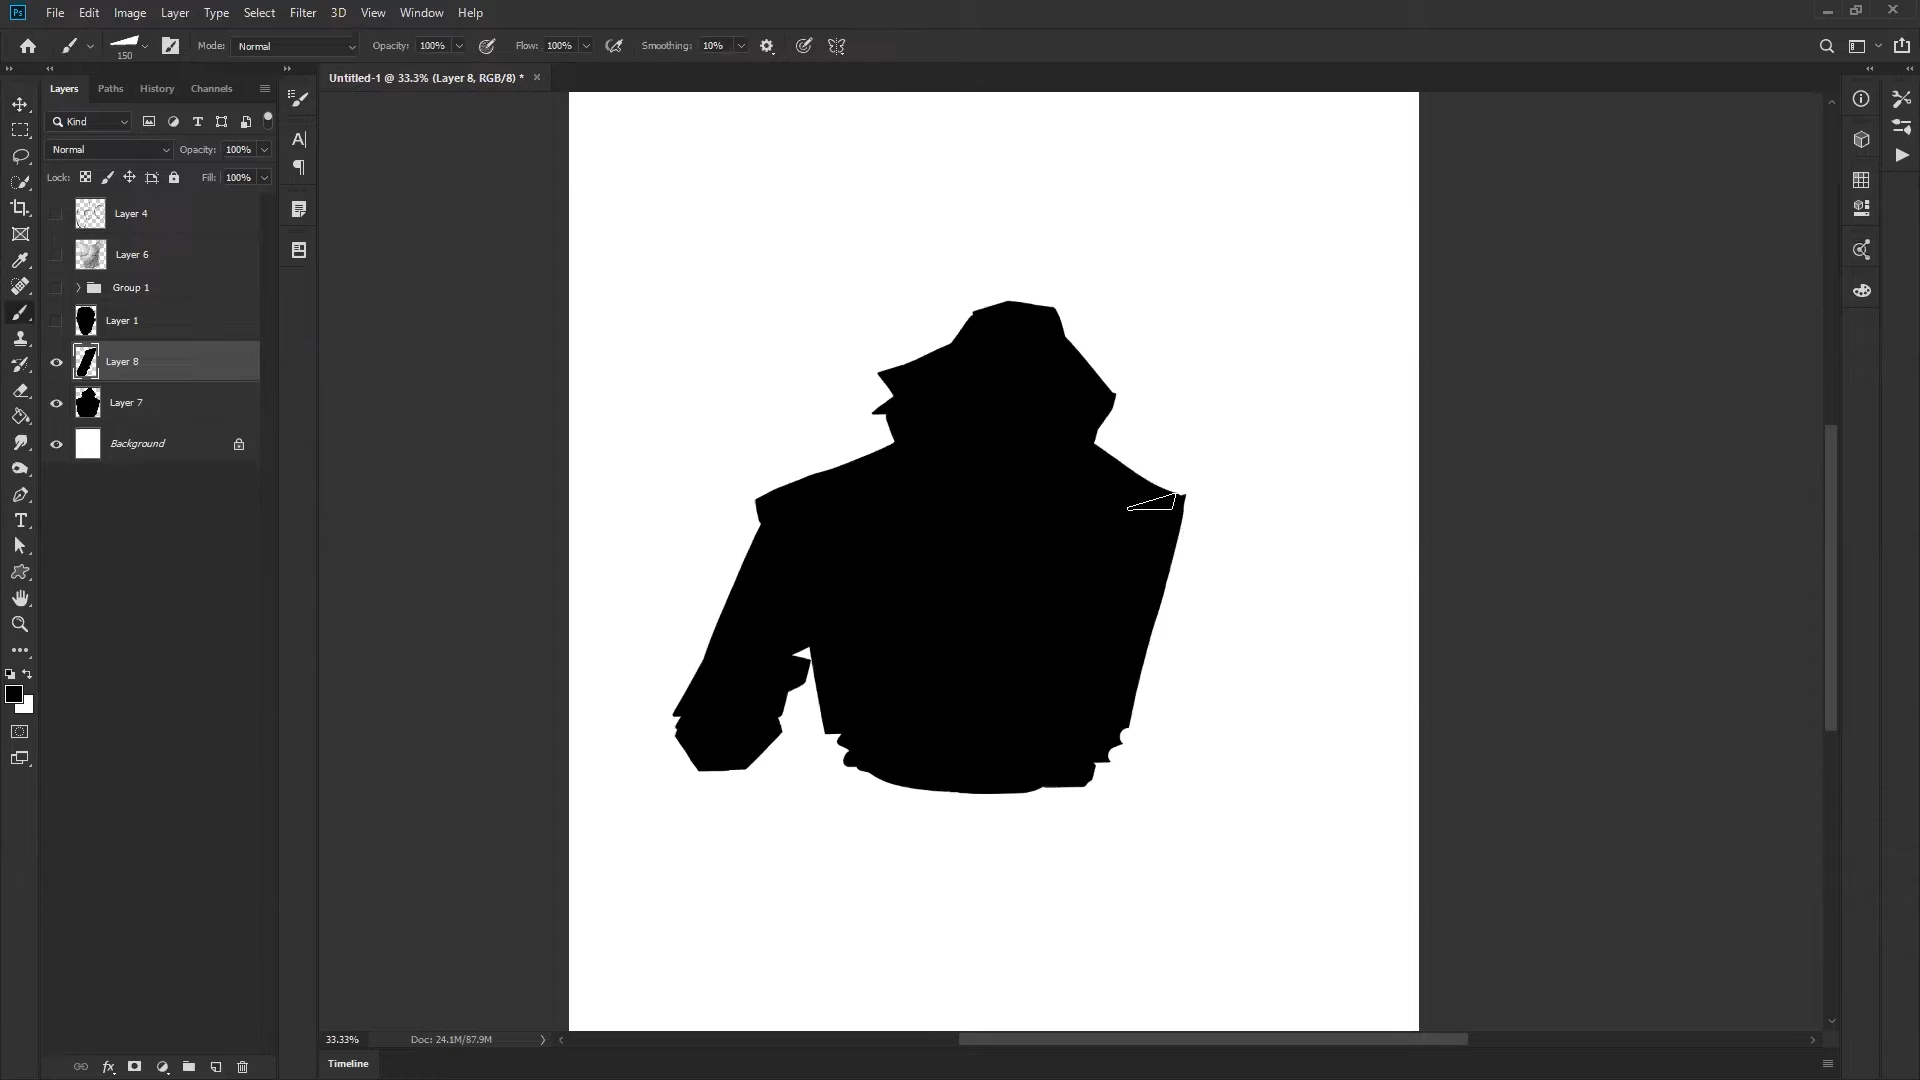 Ps File Edit Image Layer Type Select Filter 3D View Window Help
150 Mode: Normal Opacity: 100% Flow: 100% Smoothing: 10%
Layers Paths History Channels
Untitled-1 @ 33.3% (Layer 8, RGB/8) *
Kind
Normal Opacity: 100%
Lock: Fill: 100%
Layer 4
Layer 6
Group 1
Layer 1
Layer 8
Layer 7
Background
33.33% Doc: 24.1M/87.9M
Timeline